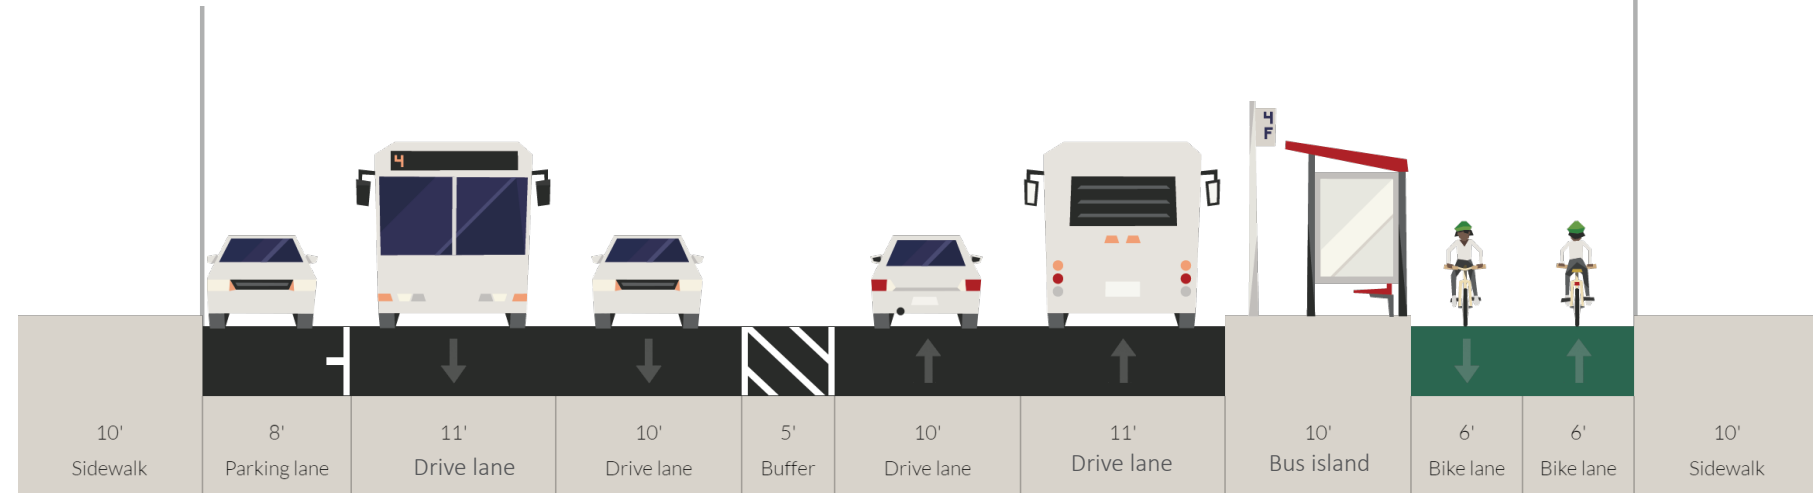 4
4
F
10'
Sidewalk
8'
Parking lane
11'
Drive lane
10'
Drive lane
5'
Buffer
10'
Drive lane
11'
Drive lane
10'
Bus island
6'
Bike lane
6'
Bike lane
10'
Sidewalk